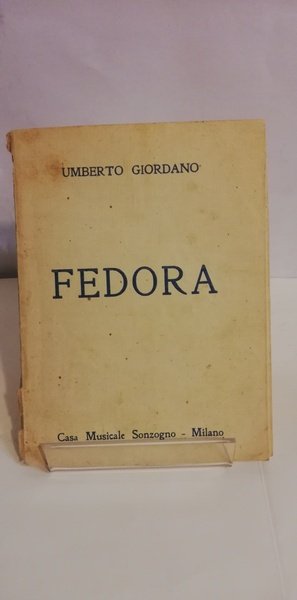 UMBERTO GIORDANO
FEDORA
Casa Musicale Sonzogno - Milano